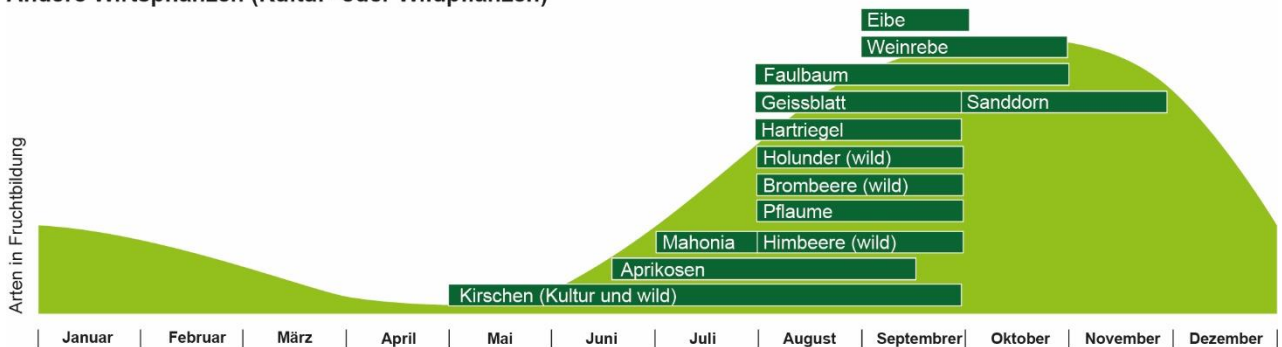 Andere Wirtspflanzen (Kultur- oder Wildpflanzen)
Eibe
Weinrebe
Faulbaum
Geissblatt Sanddorn
Hartriegel
Holunder (wild)
Brombeere (wild)
Pflaume
Mahonia Himbeere (wild)
Aprikosen
Kirschen (Kultur und wild)
Arten in Fruchtbildung
Januar Februar März April Mai Juni Juli August Septembrer Oktober November Dezember